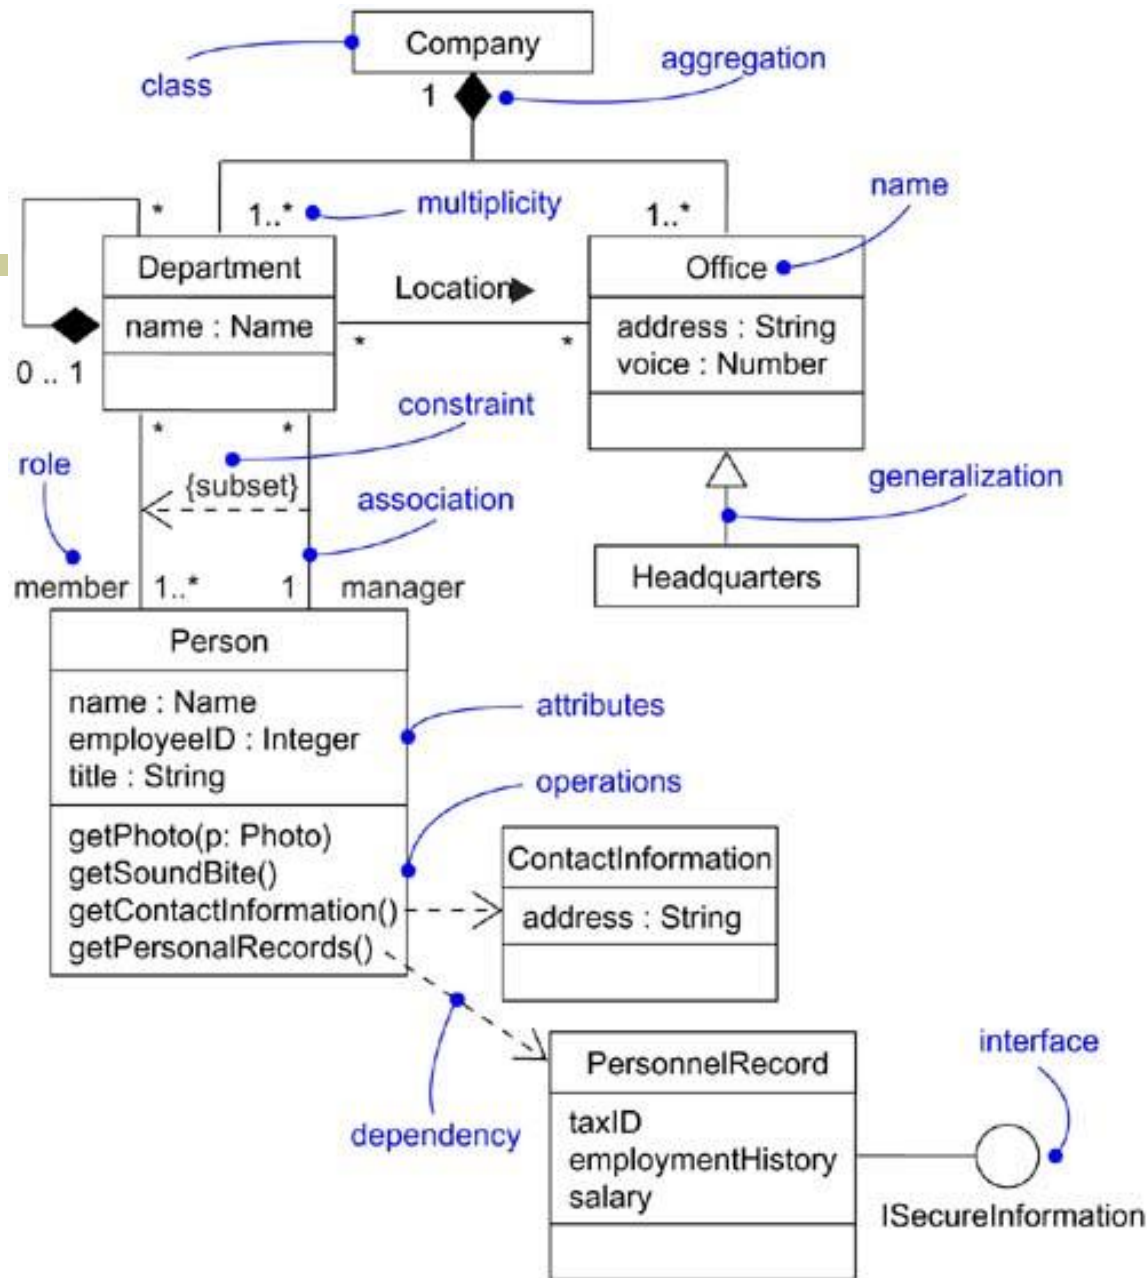 Company
class
aggregation
1
name
multiplicity
*
1..*
1..*
Department
Office
name : Name
Location
address : String
voice : Number
*
*
0 .. 1
constraint
*
*
role
{subset}
generalization
association
member
1..*
1
manager
Headquarters
Person
name : Name
employeeID : Integer
title : String
attributes
operations
getPhoto(p: Photo)
getSoundBite()
getContactInformation()
getPersonalRecords()
ContactInformation
address : String
dependency
PersonnelRecord
taxID
employmentHistory
salary
interface
ISecureInformation